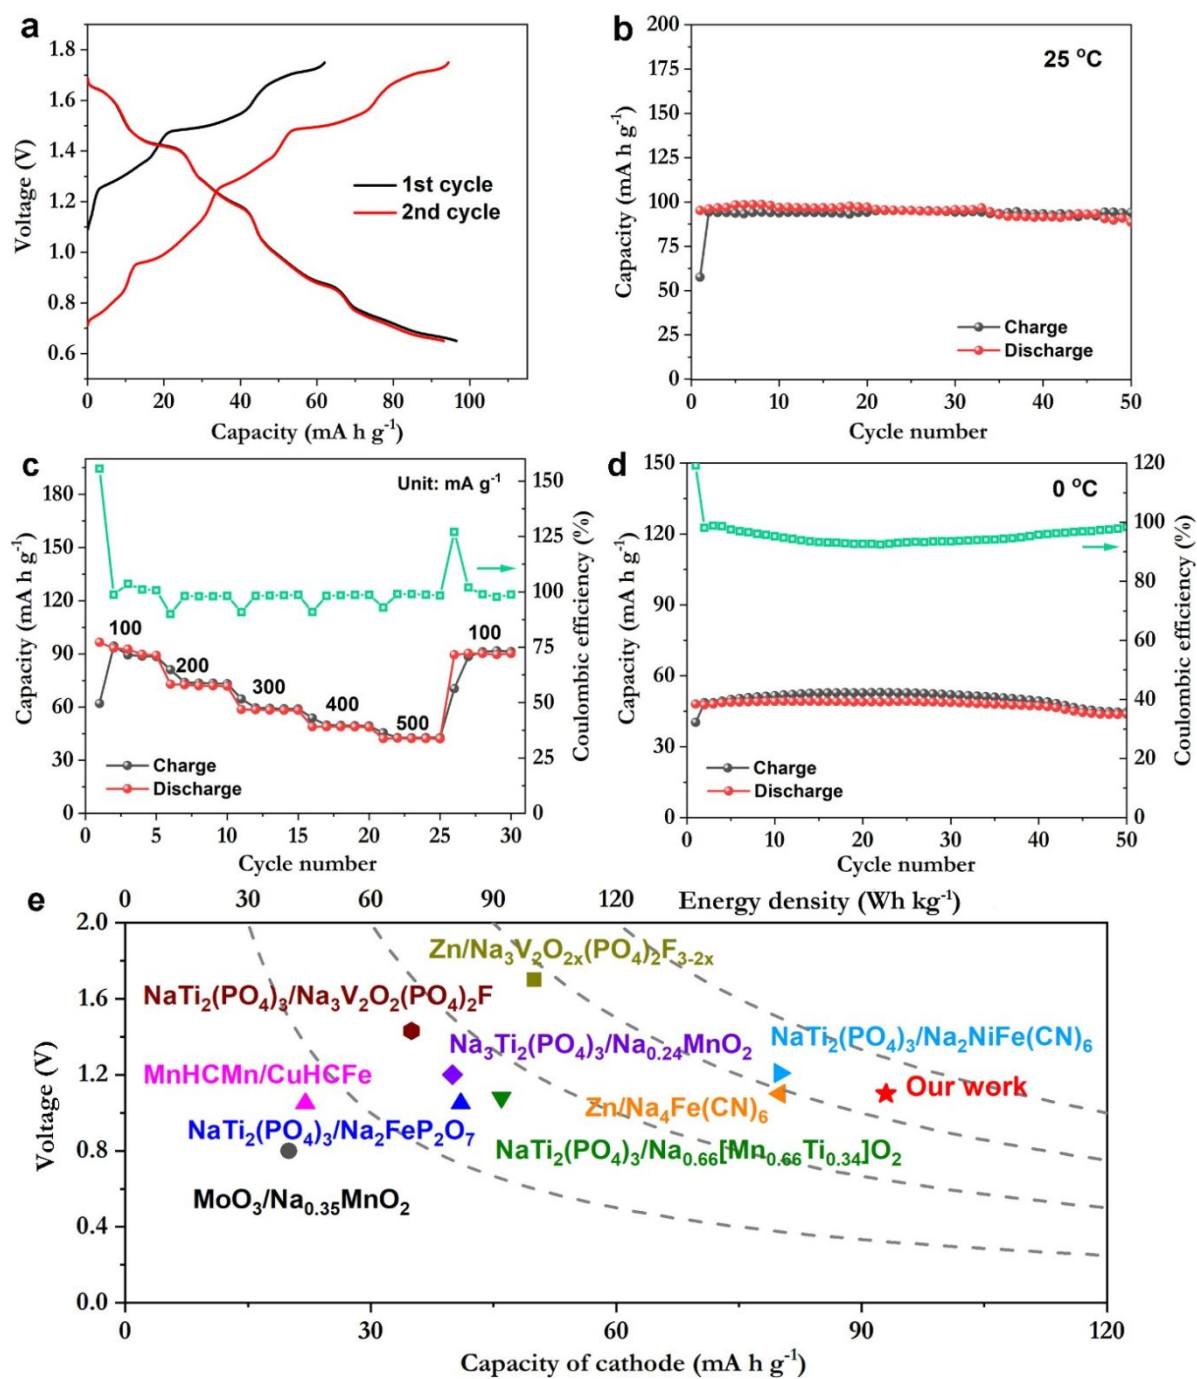 a
1.8
1.6
1.4
1.2
1.0
0.8
0.6
Voltage (V)
1st cycle
2nd cycle
0 20 40 60 80 100
Capacity (mA h g⁻¹)
b
25 °C
200
175
150
125
100
75
50
25
0
Capacity (mA h g⁻¹)
Charge
Discharge
0 10 20 30 40 50
Cycle number
c
Unit: mA g⁻¹
180
150
120
90
60
30
0
Capacity (mA h g⁻¹)
150
125
100
75
50
25
0
Coulombic efficiency (%)
100
200
300
400
500
100
Charge
Discharge
0 5 10 15 20 25 30
Cycle number
d
0 °C
150
120
90
60
30
0
Capacity (mA h g⁻¹)
120
100
80
60
40
20
0
Coulombic efficiency (%)
Charge
Discharge
0 10 20 30 40 50
Cycle number
e
0 30 60 90 120 Energy density (Wh kg⁻¹)
2.0
1.6
1.2
0.8
0.4
0.0
Voltage (V)
Zn/Na₃V₂O₂ₓ(PO₄)₂F₃₋₂ₓ
NaTi₂(PO₄)₃/Na₃V₂O₂(PO₄)₂F
Na₃Ti₂(PO₄)₃/Na₀.₂₄MnO₂
NaTi₂(PO₄)₃/Na₂NiFe(CN)₆
MnHCMn/CuHCFe
Our work
Zn/Na₄Fe(CN)₆
NaTi₂(PO₄)₃/Na₂FeP₂O₇
NaTi₂(PO₄)₃/Na₀.₆₆[Mn₀.₆₆Ti₀.₃₄]O₂
MoO₃/Na₀.₃₅MnO₂
0 30 60 90 120
Capacity of cathode (mA h g⁻¹)